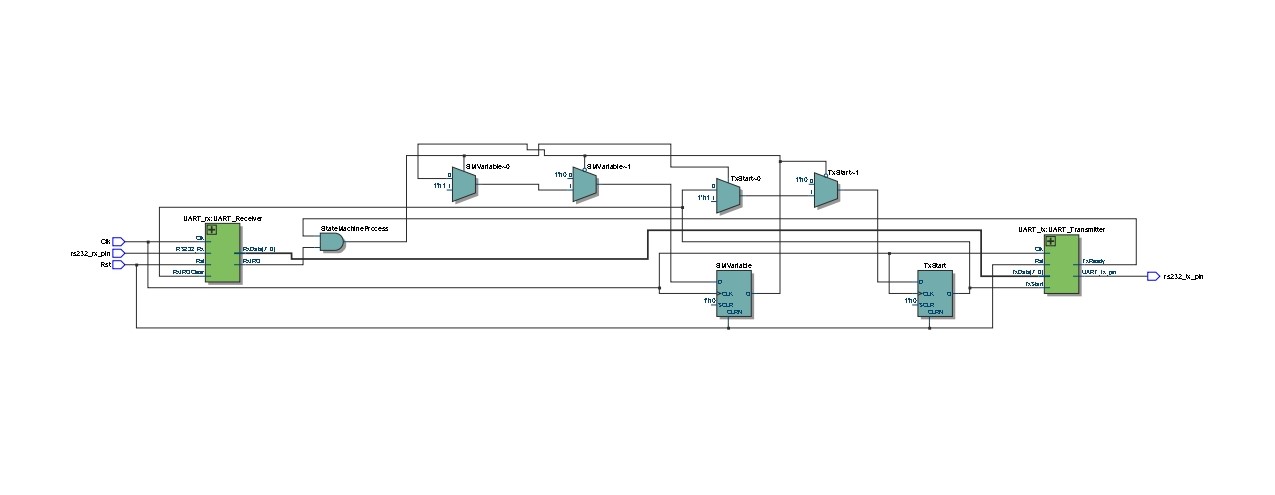 SMVariable~0
SMVariable~1
1'h0 0
1'h0 0
TxStart~1
TxStart~0
0
1'h1 1
1
0
1'h1 1
1
UART_rx:UART_Receiver
StateMachineProcess
UART_tx:UART_Transmitter
Clk
Clk
RS232_Rx
RxData[7..0]
rs232_rx_pin
Rst
RxIRQ
Rst
RxIRQClear
Clk
Rst
TxReady
TxData[7..0]
UART_tx_pin
rs232_tx_pin
TxStart
SMVariable
D
CLK
Q
1'h0
SCLR
CLRN
TxStart
D
CLK
Q
1'h0
SCLR
CLRN